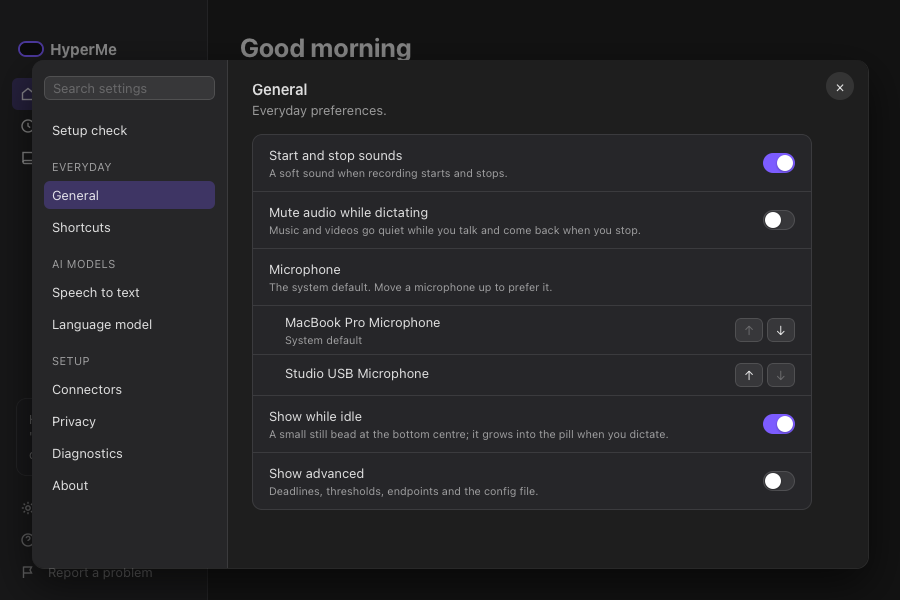 HyperMe
Good morning
Search settings
Setup check
EVERYDAY
General
Shortcuts
AI MODELS
Speech to text
Language model
SETUP
Connectors
Privacy
Diagnostics
About
General
Everyday preferences.
Start and stop sounds
A soft sound when recording starts and stops.
Mute audio while dictating
Music and videos go quiet while you talk and come back when you stop.
Microphone
The system default. Move a microphone up to prefer it.
MacBook Pro Microphone
System default
Studio USB Microphone
Show while idle
A small still bead at the bottom centre; it grows into the pill when you dictate.
Show advanced
Deadlines, thresholds, endpoints and the config file.
Report a problem